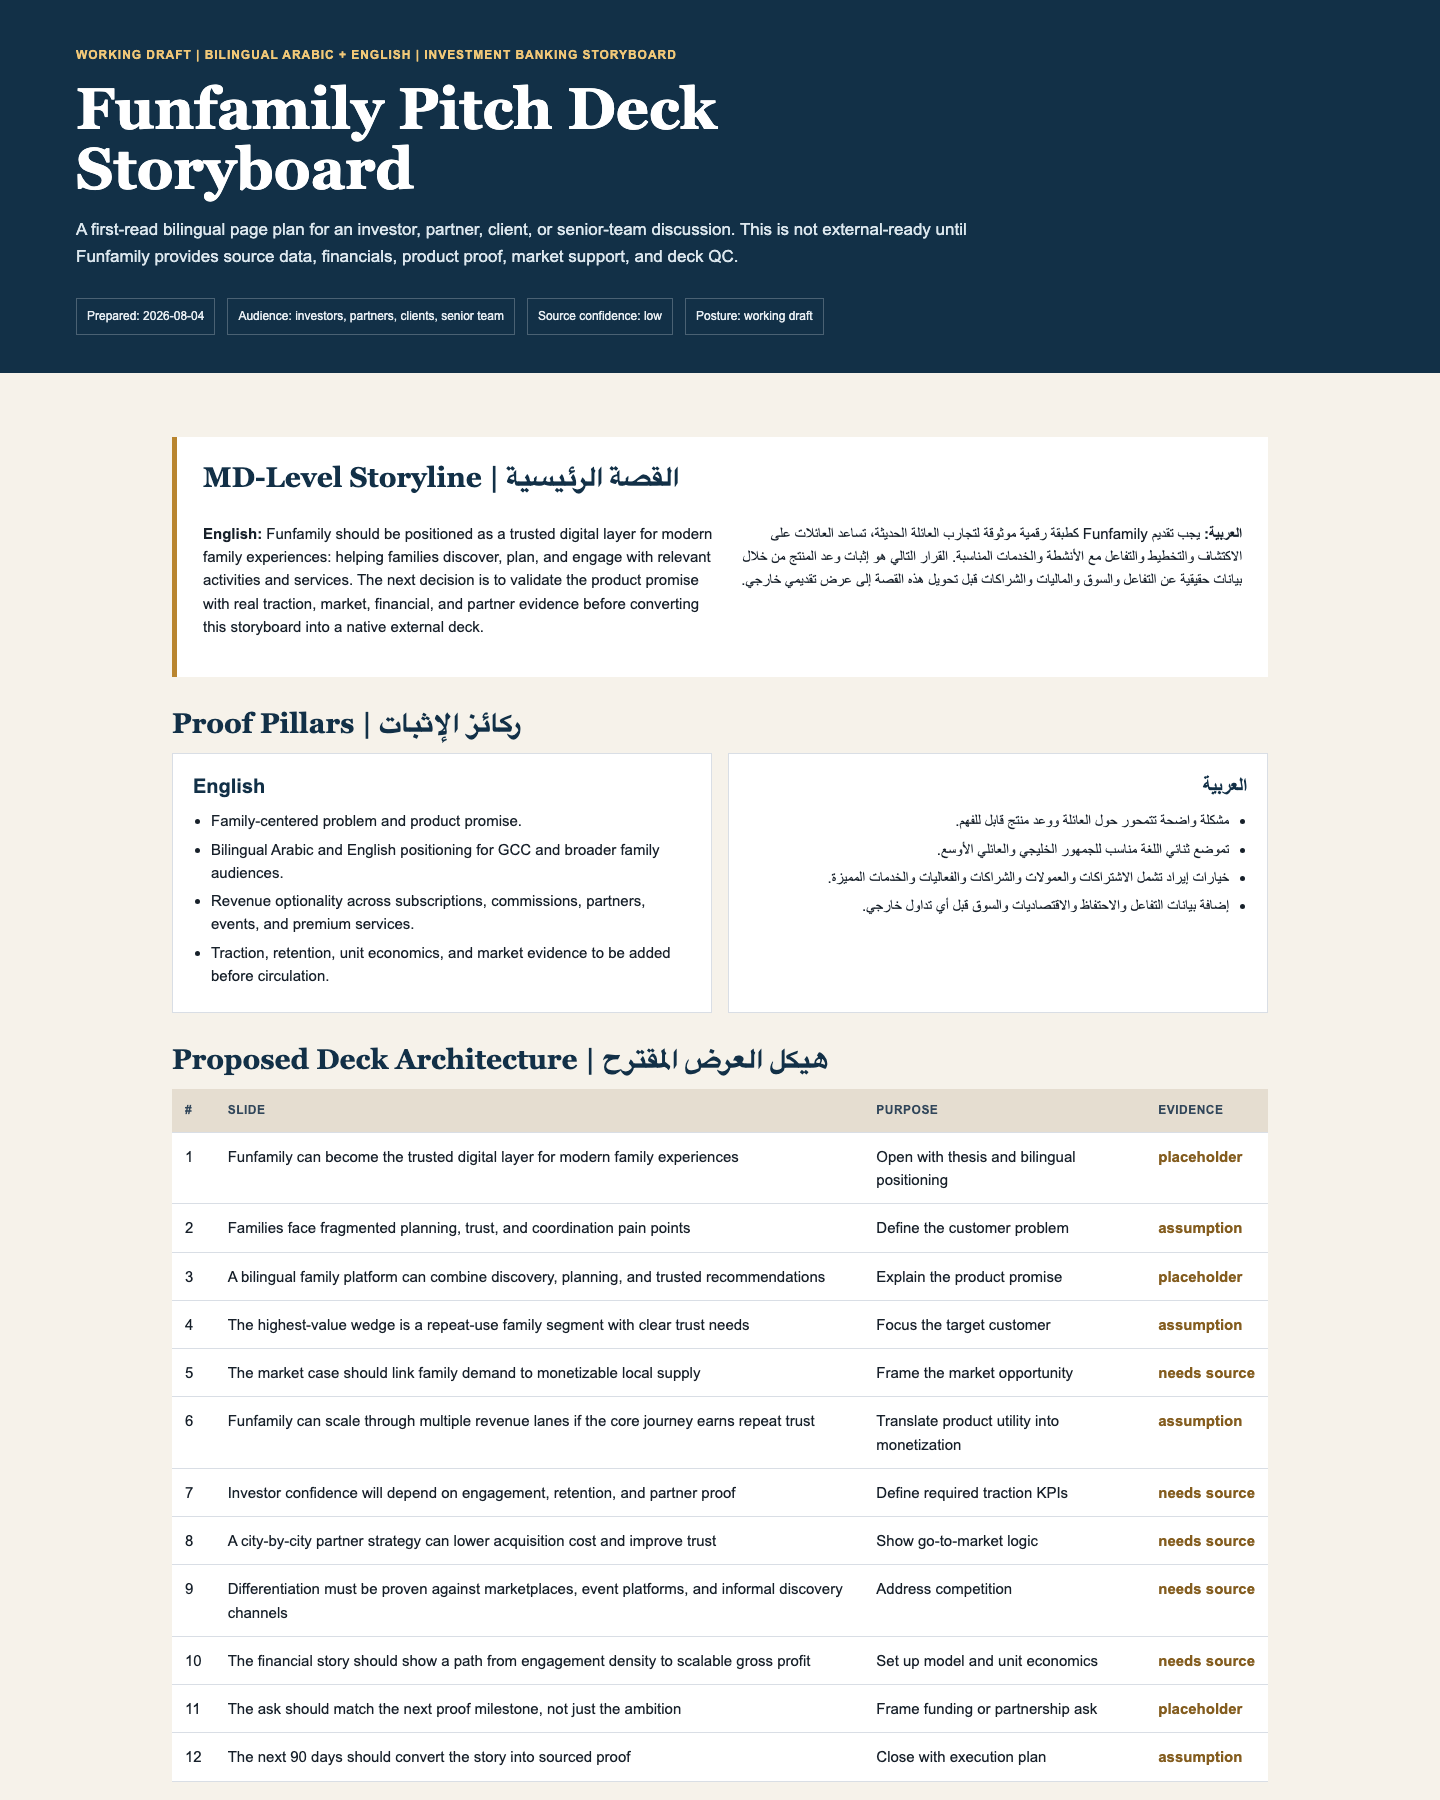 WORKING DRAFT | BILINGUAL ARABIC + ENGLISH | INVESTMENT BANKING STORYBOARD
Funfamily Pitch Deck
Storyboard
A first-read bilingual page plan for an investor, partner, client, or senior-team discussion. This is not external-ready until
Funfamily provides source data, financials, product proof, market support, and deck QC.
Prepared: 2026-08-04
Audience: investors, partners, clients, senior team
Source confidence: low
Posture: working draft
MD-Level Storyline | القصة الرئيسية
English: Funfamily should be positioned as a trusted digital layer for modern
family experiences: helping families discover, plan, and engage with relevant
activities and services. The next decision is to validate the product promise
with real traction, market, financial, and partner evidence before converting
this storyboard into a native external deck.
العربية: يجب تقديم Funfamily كطبقة رقمية موثوقة لتجارب العائلة الحديثة، تساعد العائلات على
الاكتشاف والتخطيط والتفاعل مع الأنشطة والخدمات المناسبة. القرار التالي هو إثبات وعد المنتج من خلال
بيانات حقيقية عن التفاعل والسوق والماليات والشراكات قبل تحويل هذه القصة إلى عرض تقديمي خارجي.
Proof Pillars | ركائز الإثبات
English
• Family-centered problem and product promise.
• Bilingual Arabic and English positioning for GCC and broader family
audiences.
• Revenue optionality across subscriptions, commissions, partners,
events, and premium services.
• Traction, retention, unit economics, and market evidence to be added
before circulation.
العربية
• مشكلة واضحة تتمحور حول العائلة ووعد منتج قابل للفهم.
• تموضع ثنائي اللغة مناسب للجمهور الخليجي والعائلي الأوسع.
• خيارات إيراد تشمل الاشتراكات والعمولات والشراكات والفعاليات والخدمات المميزة.
• إضافة بيانات التفاعل والاحتفاظ والاقتصاديات والسوق قبل أي تداول خارجي.
Proposed Deck Architecture | هيكل العرض المقترح
# SLIDE PURPOSE EVIDENCE
1 Funfamily can become the trusted digital layer for modern family experiences Open with thesis and bilingual positioning placeholder
2 Families face fragmented planning, trust, and coordination pain points Define the customer problem assumption
3 A bilingual family platform can combine discovery, planning, and trusted recommendations Explain the product promise placeholder
4 The highest-value wedge is a repeat-use family segment with clear trust needs Focus the target customer assumption
5 The market case should link family demand to monetizable local supply Frame the market opportunity needs source
6 Funfamily can scale through multiple revenue lanes if the core journey earns repeat trust Translate product utility into monetization assumption
7 Investor confidence will depend on engagement, retention, and partner proof Define required traction KPIs needs source
8 A city-by-city partner strategy can lower acquisition cost and improve trust Show go-to-market logic needs source
9 Differentiation must be proven against marketplaces, event platforms, and informal discovery channels Address competition needs source
10 The financial story should show a path from engagement density to scalable gross profit Set up model and unit economics needs source
11 The ask should match the next proof milestone, not just the ambition Frame funding or partnership ask placeholder
12 The next 90 days should convert the story into sourced proof Close with execution plan assumption